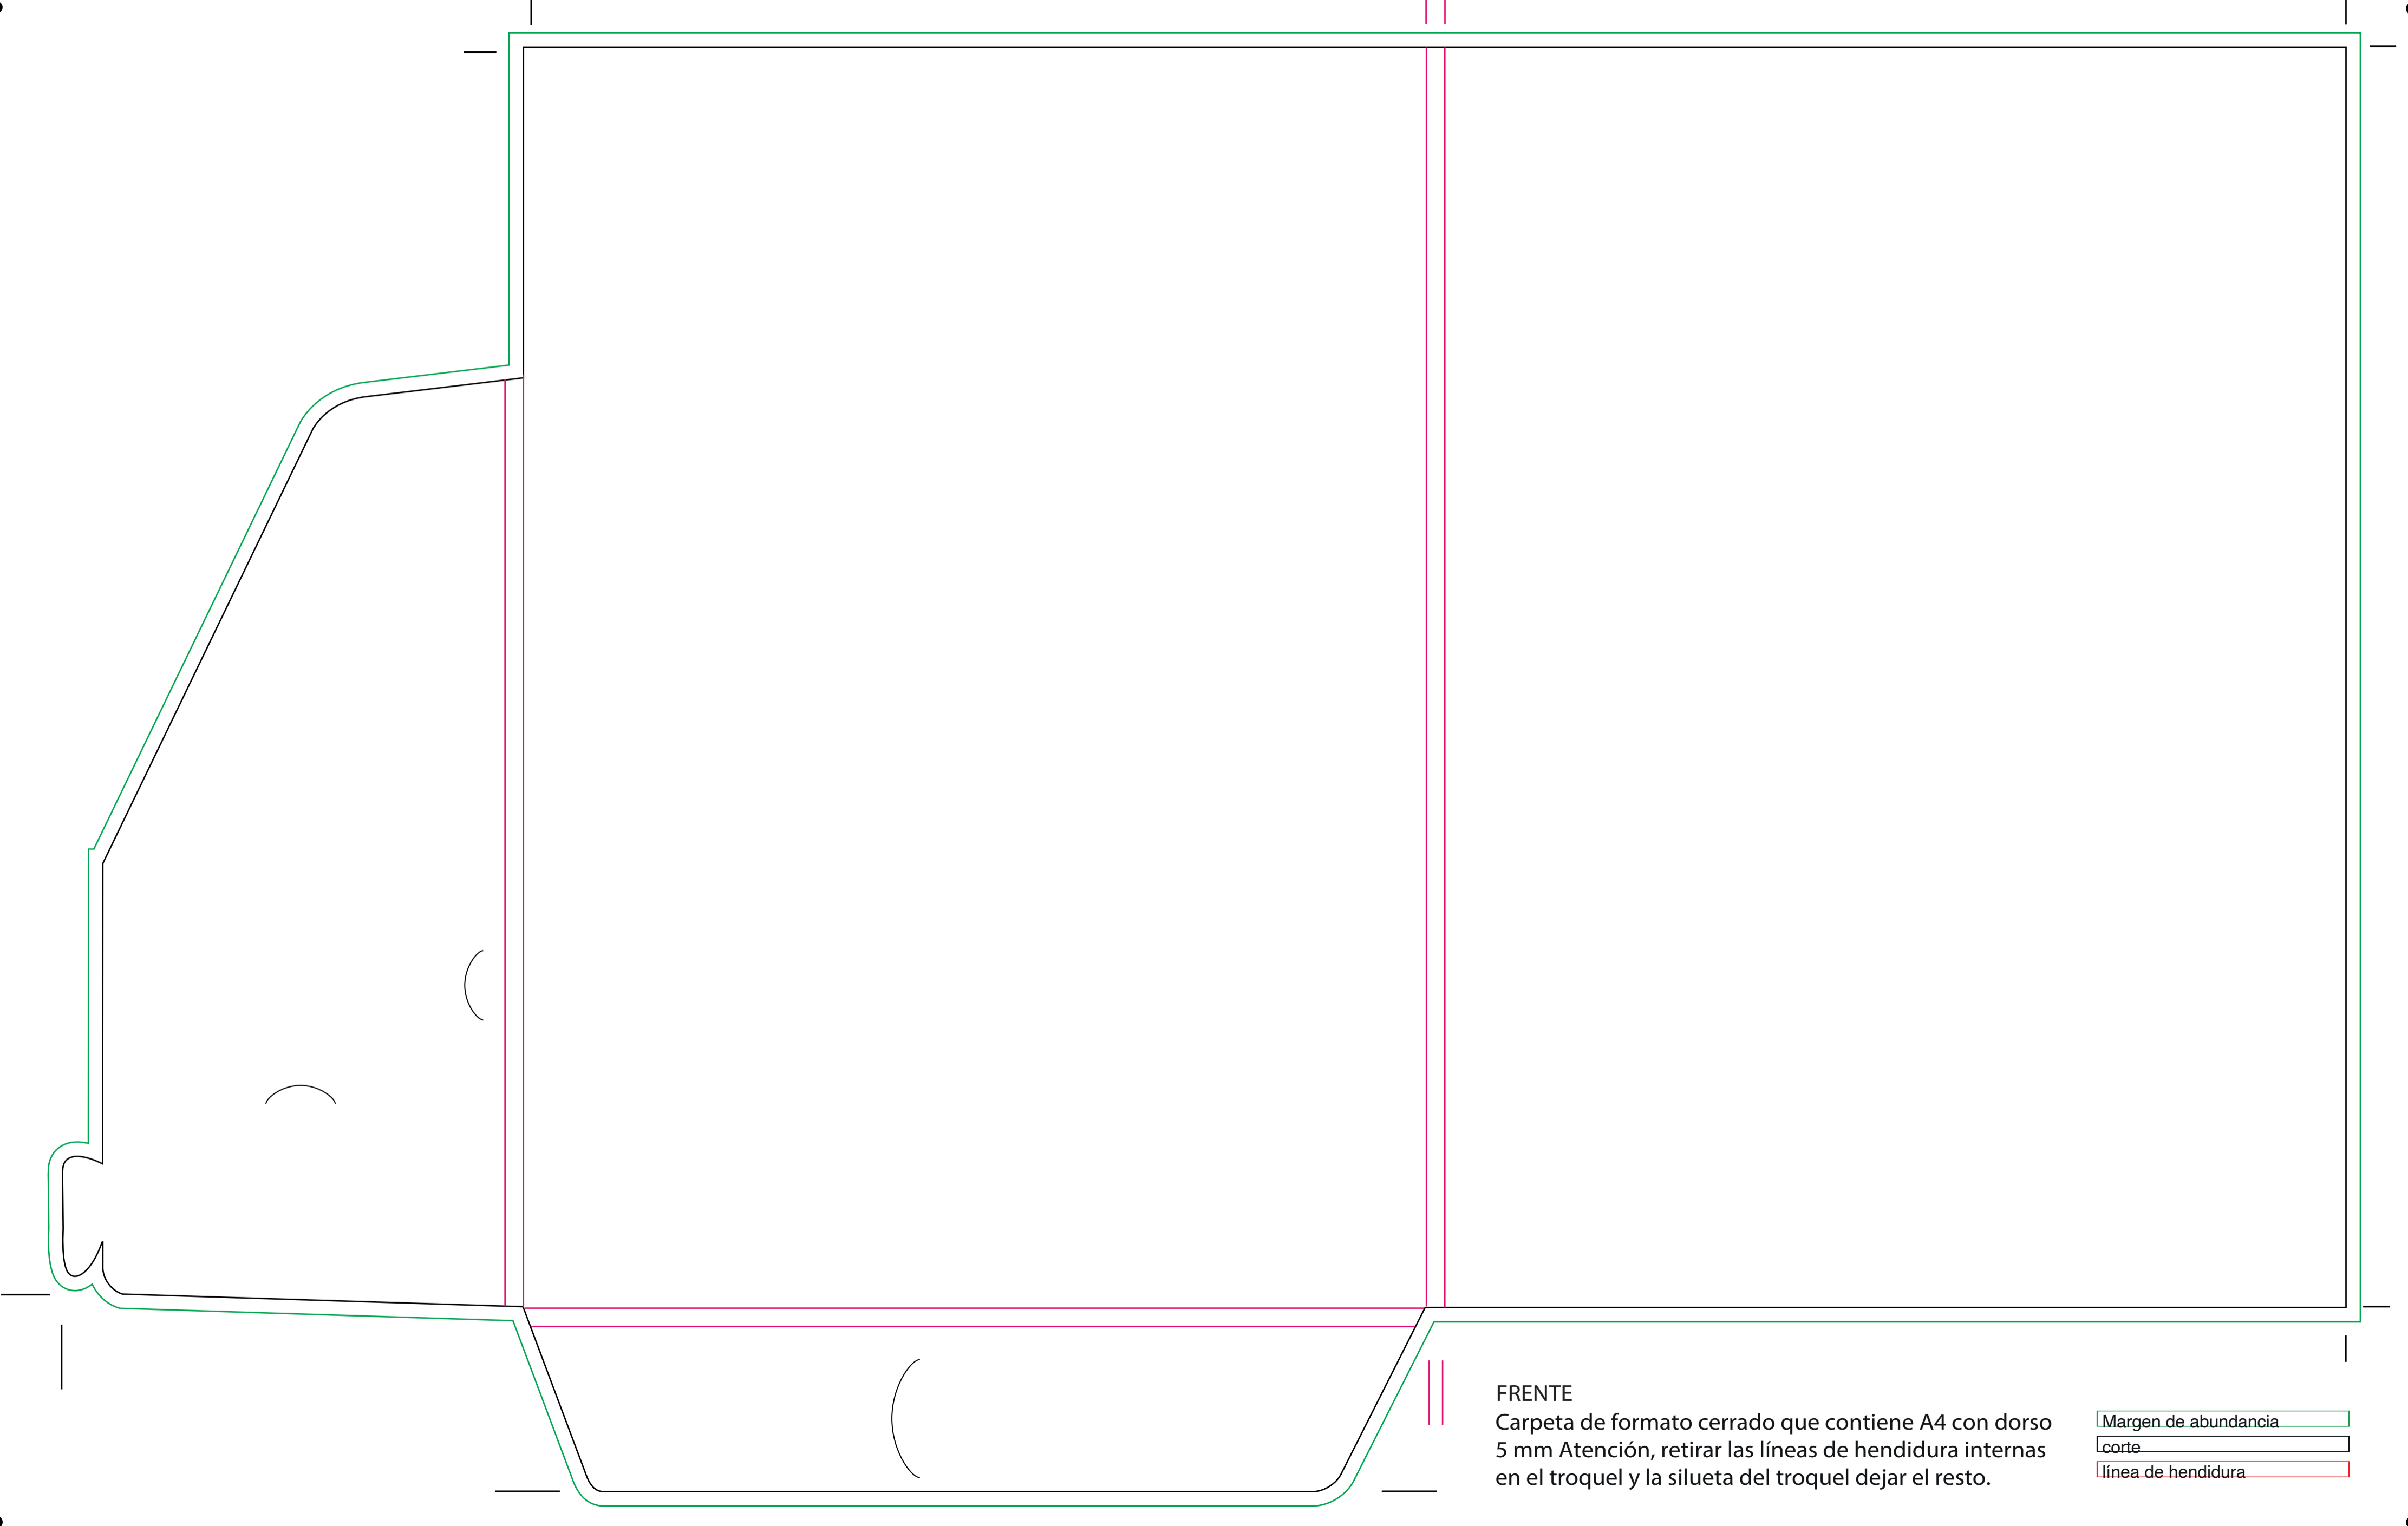 FRENTE
Carpeta de formato cerrado que contiene A4 con dorso
5 mm Atención, retirar las líneas de hendidura internas
en el troquel y la silueta del troquel dejar el resto.
Margen de abundancia
corte
línea de hendidura